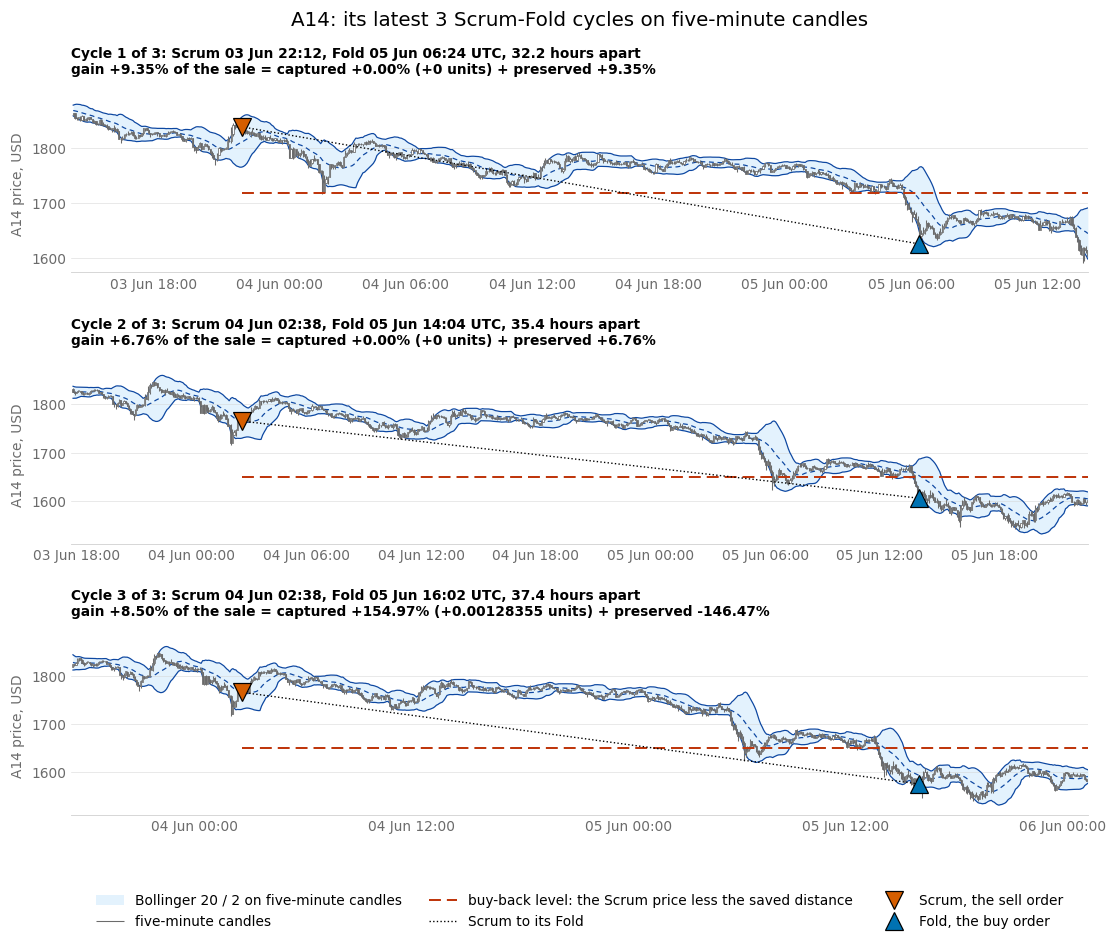 A14: its latest 3 Scrum-Fold cycles on five-minute candles
Cycle 1 of 3: Scrum 03 Jun 22:12, Fold 05 Jun 06:24 UTC, 32.2 hours apart
gain +9.35% of the sale = captured +0.00% (+0 units) + preserved +9.35%
A14 price, USD
1800
1700
1600
03 Jun 18:00 04 Jun 00:00 04 Jun 06:00 04 Jun 12:00 04 Jun 18:00 05 Jun 00:00 05 Jun 06:00 05 Jun 12:00
Cycle 2 of 3: Scrum 04 Jun 02:38, Fold 05 Jun 14:04 UTC, 35.4 hours apart
gain +6.76% of the sale = captured +0.00% (+0 units) + preserved +6.76%
A14 price, USD
1800
1700
1600
03 Jun 18:00 04 Jun 00:00 04 Jun 06:00 04 Jun 12:00 04 Jun 18:00 05 Jun 00:00 05 Jun 06:00 05 Jun 12:00 05 Jun 18:00
Cycle 3 of 3: Scrum 04 Jun 02:38, Fold 05 Jun 16:02 UTC, 37.4 hours apart
gain +8.50% of the sale = captured +154.97% (+0.00128355 units) + preserved -146.47%
A14 price, USD
1800
1700
1600
04 Jun 00:00 04 Jun 12:00 05 Jun 00:00 05 Jun 12:00 06 Jun 00:00
Bollinger 20 / 2 on five-minute candles
five-minute candles
buy-back level: the Scrum price less the saved distance
Scrum to its Fold
Scrum, the sell order
Fold, the buy order